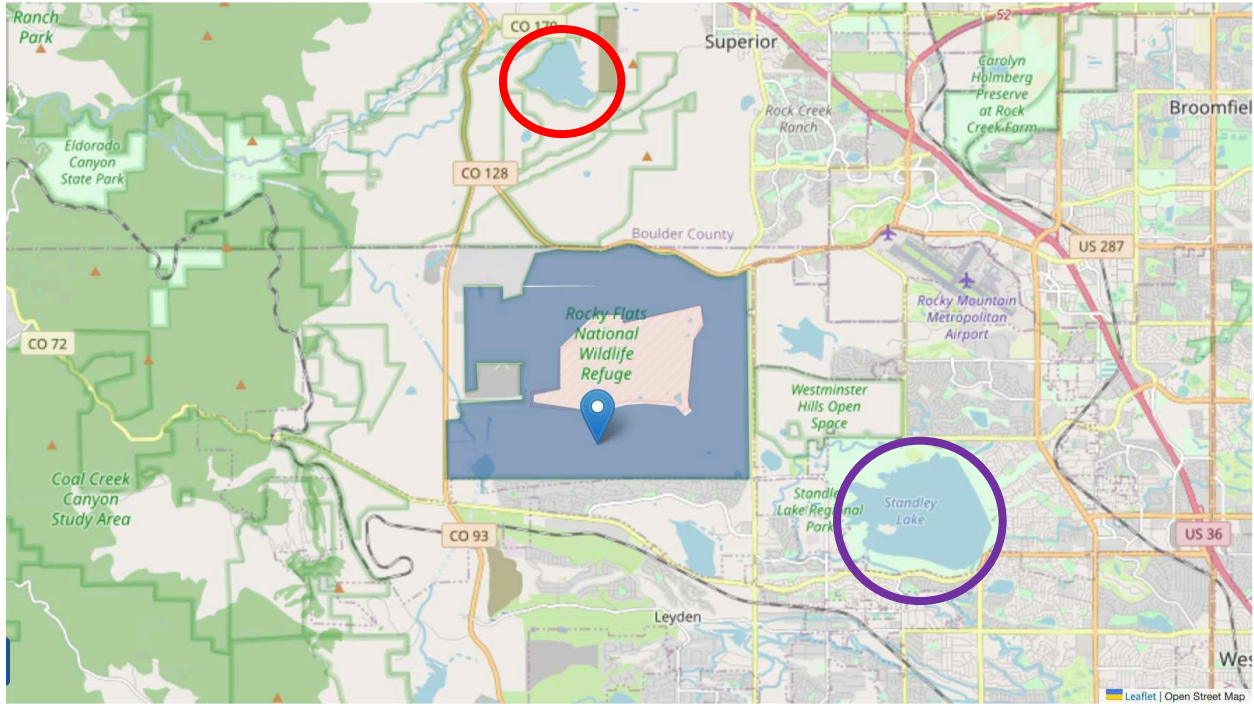 Ranch
Park
CO 170
Superior
52
Carolyn
Holmberg
Preserve
at Rock
Creek Farm
Broomfiel
Rock Creek
Ranch
Eldorado
Canyon
State Park
CO 128
Boulder County
US 287
Rocky Mountain
Metropolitan
Airport
Rocky Flats
National
Wildlife
Refuge
CO 72
Westminster
Hills Open
Space
Coal Creek
Canyon
Study Area
Standley
Lake Regional
Park
Standley
Lake
CO 93
US 36
Leyden
Wes
Leaflet | Open Street Map